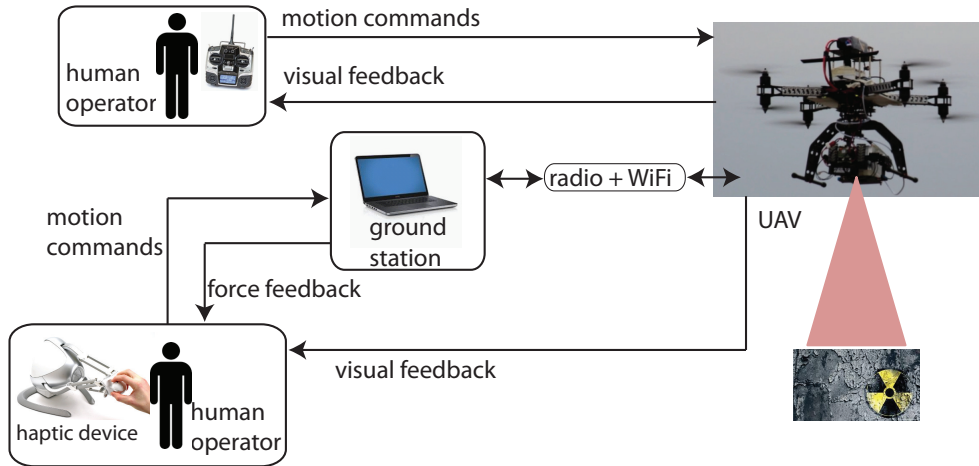 motion commands
human
operator
visual feedback
radio + WiFi
motion
commands
ground
station
UAV
force feedback
visual feedback
haptic device
human
operator